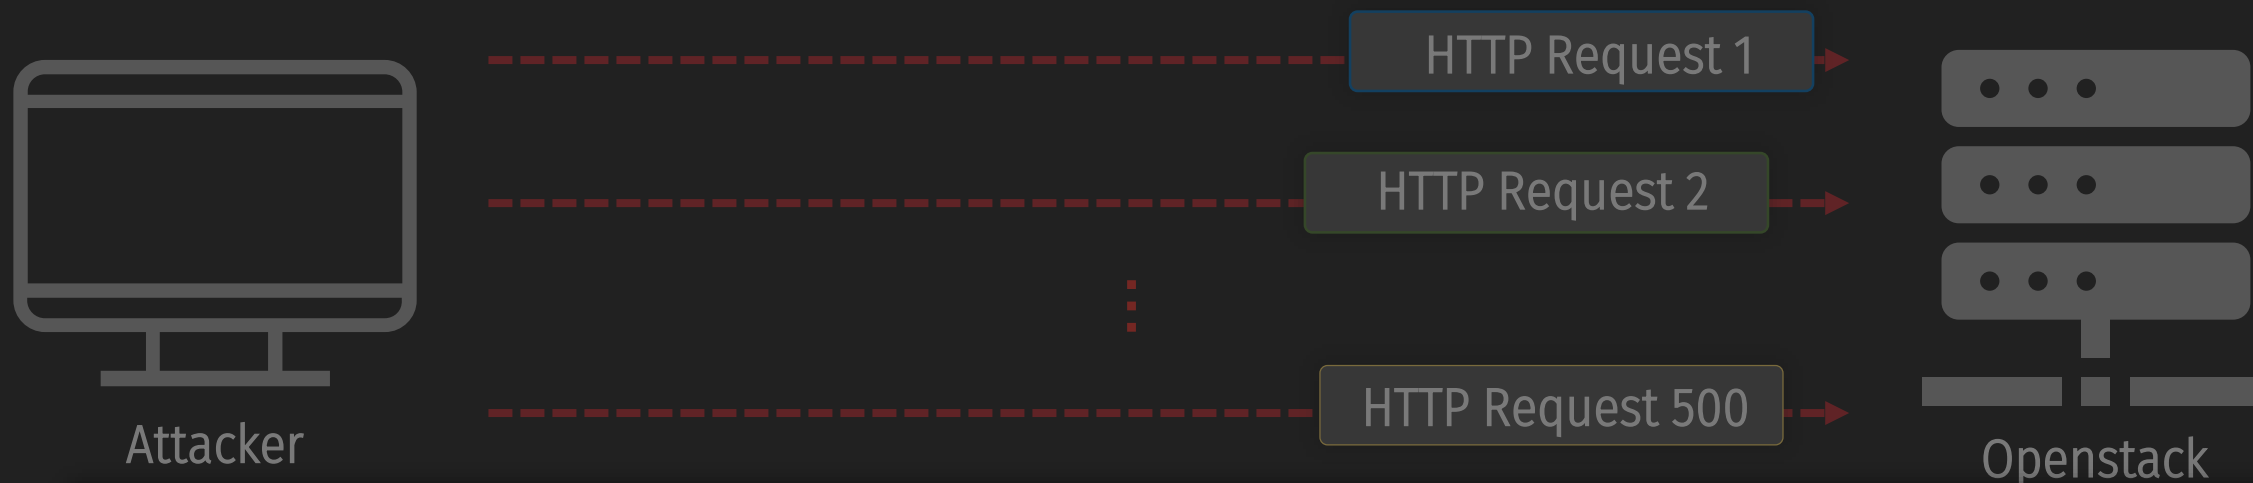 HTTP Request 1
HTTP Request 2
HTTP Request 500
Attacker
Openstack